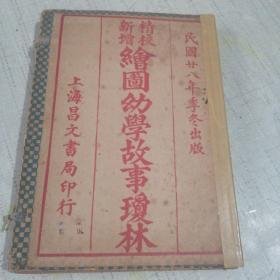 民國廿八年季冬出版
精校
新增
繪圖幼學故事瓊林
上海昌文書局印行